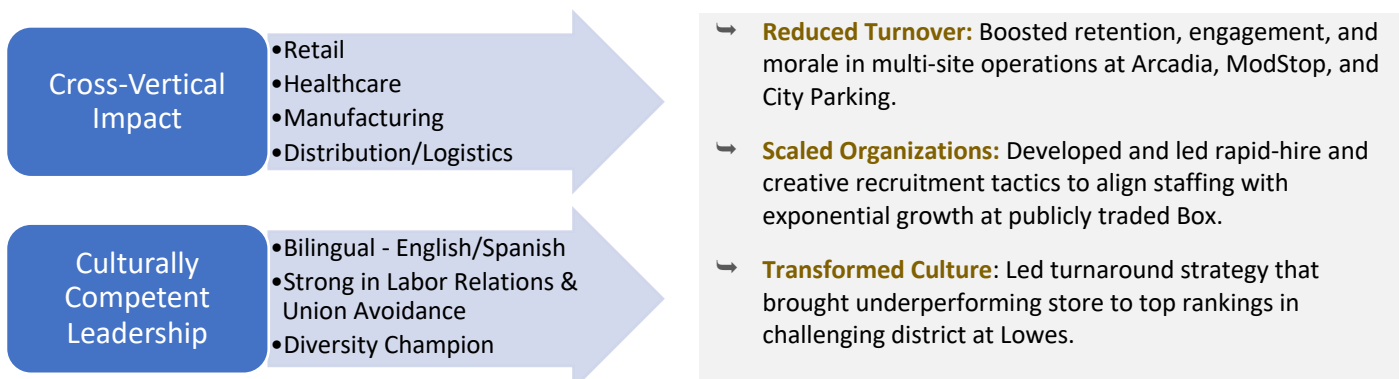 Cross-Vertical
Impact
•Retail
•Healthcare
•Manufacturing
•Distribution/Logistics
Culturally
Competent
Leadership
•Bilingual - English/Spanish
•Strong in Labor Relations &
Union Avoidance
•Diversity Champion
➥ Reduced Turnover: Boosted retention, engagement, and
morale in multi-site operations at Arcadia, ModStop, and
City Parking.
➥ Scaled Organizations: Developed and led rapid-hire and
creative recruitment tactics to align staffing with
exponential growth at publicly traded Box.
➥ Transformed Culture: Led turnaround strategy that
brought underperforming store to top rankings in
challenging district at Lowes.